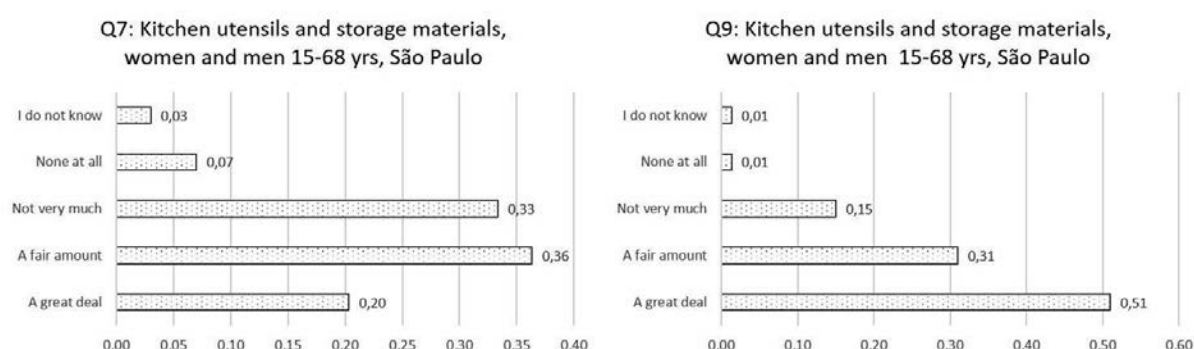 Q7: Kitchen utensils and storage materials,
women and men 15-68 yrs, São Paulo
I do not know
0,03
None at all
0,07
Not very much
0,33
A fair amount
0,36
A great deal
0,20
0.00 0.05 0.10 0.15 0.20 0.25 0.30 0.35 0.40
Q9: Kitchen utensils and storage materials,
women and men 15-68 yrs, São Paulo
I do not know
0,01
None at all
0,01
Not very much
0,15
A fair amount
0,31
A great deal
0,51
0.00 0.10 0.20 0.30 0.40 0.50 0.60